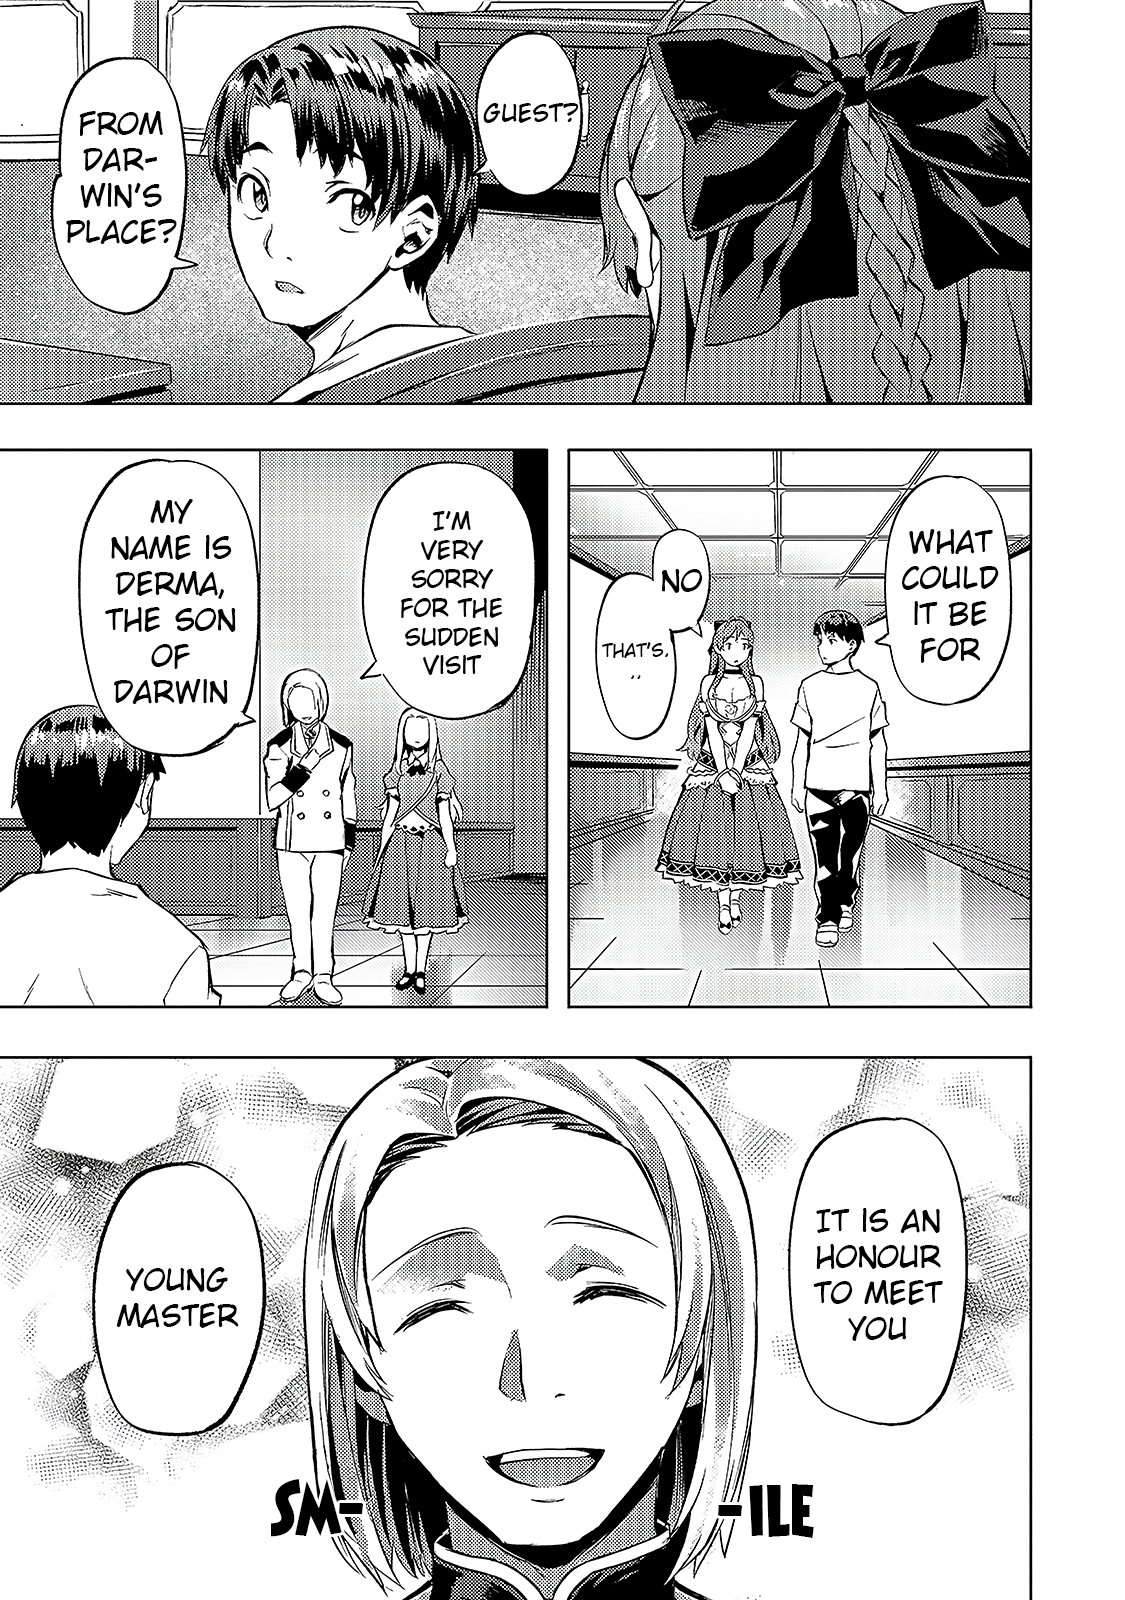 GUEST?
FROM
DAR-
WIN'S
PLACE?
WHAT
COULD
IT BE
FOR
NO
THAT'S.
..
I'M
VERY
SORRY
FOR THE
SUDDEN
VISIT
MY
NAME IS
DERMA,
THE SON
OF
DARWIN
IT IS AN
HONOUR
TO MEET
YOU
YOUNG
MASTER
SM- -ILE